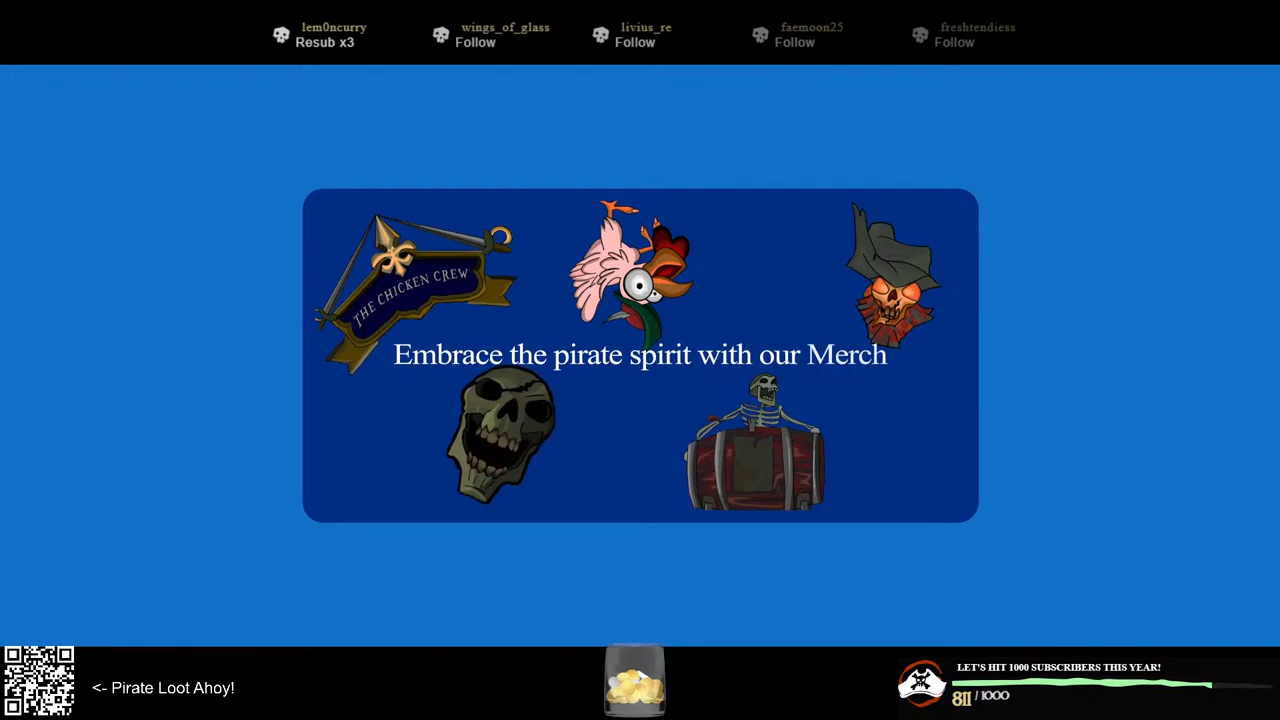 lem0ncurry
Resub x3
wings_of_glass
Follow
livius_re
Follow
faemoon25
Follow
freshtendiess
Follow
THE CHICKEN CREW
Embrace the pirate spirit with our Merch
<- Pirate Loot Ahoy!
LET'S HIT 1000 SUBSCRIBERS THIS YEAR!
811 / 1000